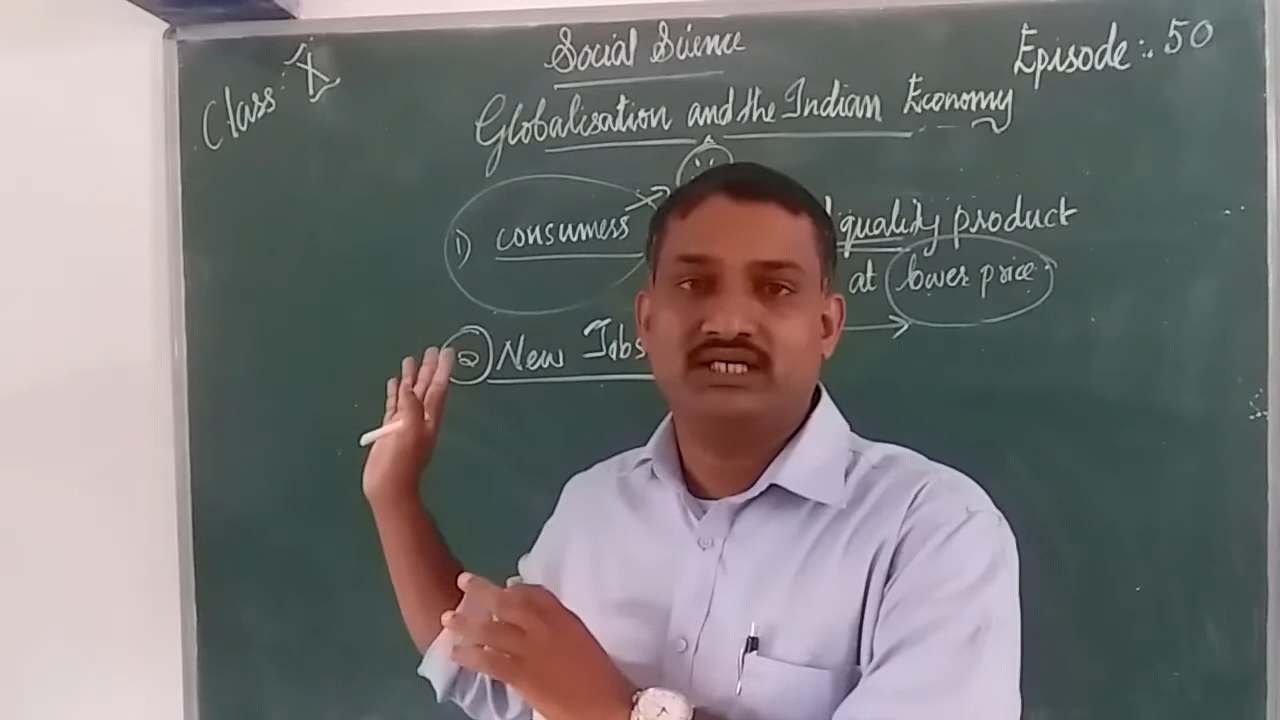 Class: X
Social Science
Episode:. 50
Globalisation and the Indian Economy
1) consumess
quality product
at lower price.
2) New Jobs